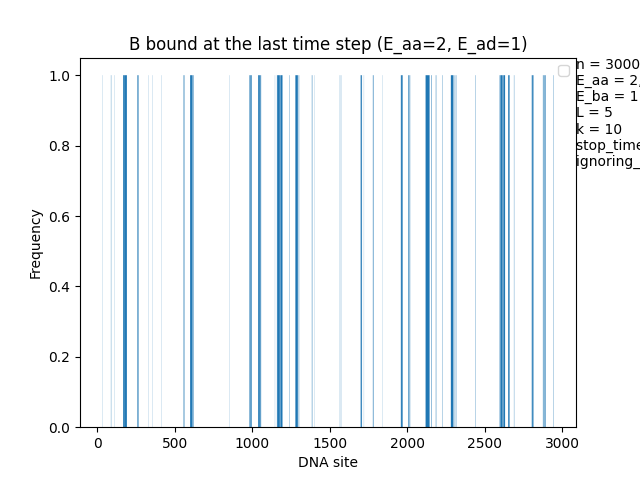 B bound at the last time step (E_aa=2, E_ad=1)
n = 3000
E_aa = 2,
E_ba = 1
L = 5
k = 10
stop_time
ignoring_
1.0
0.8
0.6
0.4
0.2
0.0
Frequency
0 500 1000 1500 2000 2500 3000
DNA site